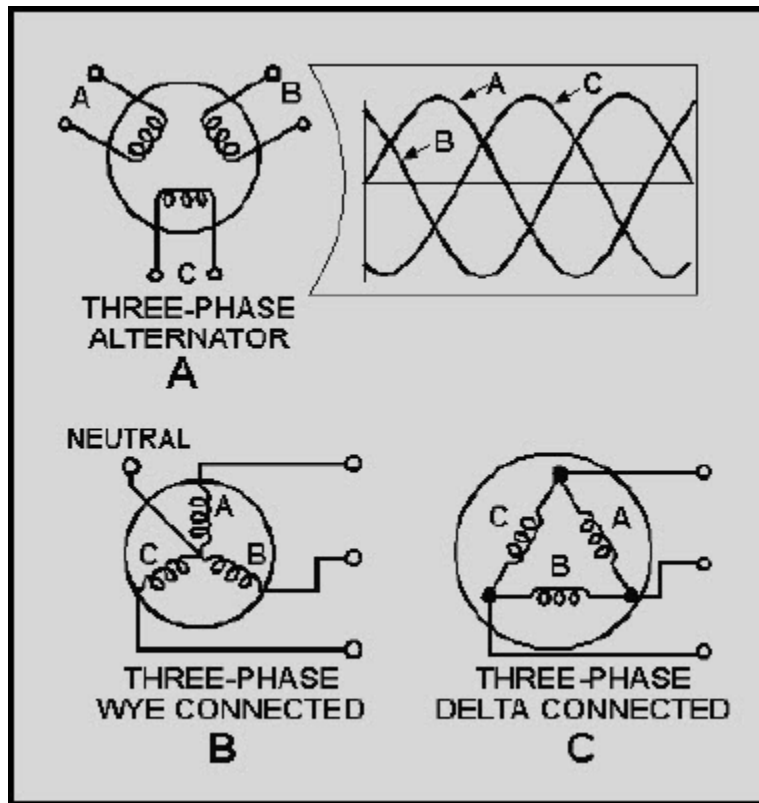 A
B
C
THREE-PHASE
ALTERNATOR
A
A
C
B
NEUTRAL
A
C
B
THREE-PHASE
WYE CONNECTED
B
C
A
B
THREE-PHASE
DELTA CONNECTED
C